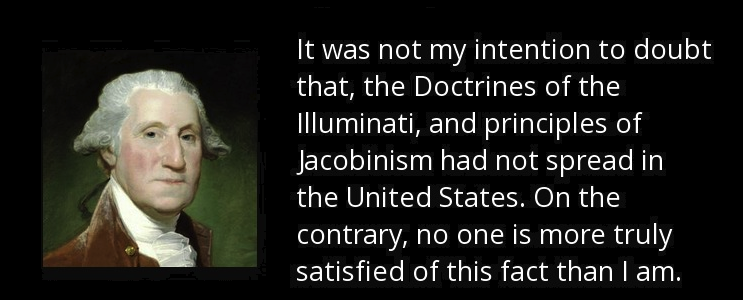 It was not my intention to doubt
that, the Doctrines of the
Illuminati, and principles of
Jacobinism had not spread in
the United States. On the
contrary, no one is more truly
satisfied of this fact than I am.